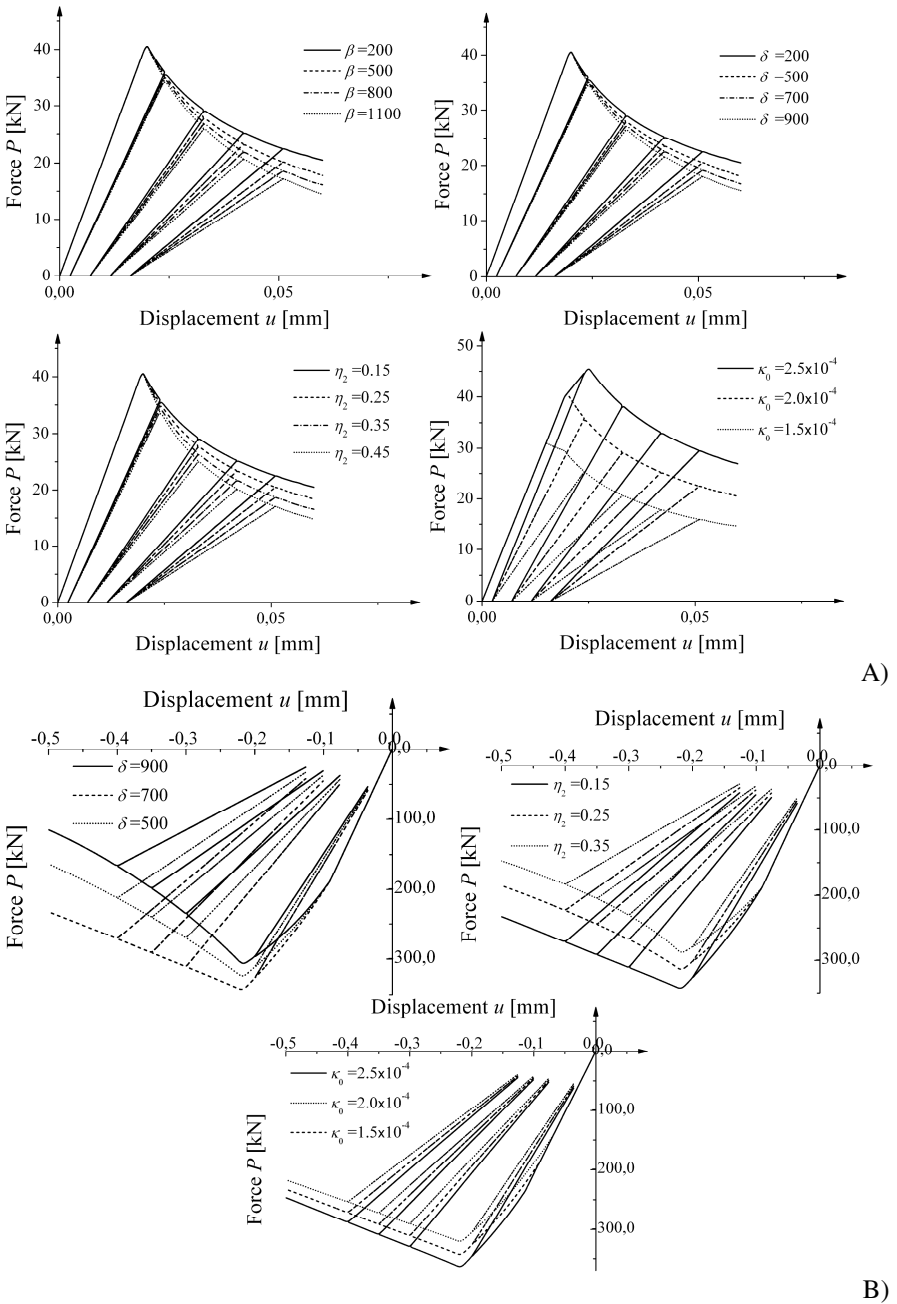 40
30
20
10
0
0,00
0,05
Force P [kN]
Displacement u [mm]
β =200
β =500
β =800
β =1100
40
30
20
10
0
0,00
0,05
Force P [kN]
Displacement u [mm]
δ =200
δ –500
δ =700
δ =900
40
30
20
10
0
0,00
0,05
Force P [kN]
Displacement u [mm]
η₂ =0.15
η₂ =0.25
η₂ =0.35
η₂ =0.45
50
40
30
20
10
0
0,00
0,05
Force P [kN]
Displacement u [mm]
κ₀ =2.5x10⁻⁴
κ₀ =2.0x10⁻⁴
κ₀ =1.5x10⁻⁴
A)
Displacement u [mm]
-0,5 -0,4 -0,3 -0,2 -0,1 0,0
0,0
100,0
200,0
300,0
Force P [kN]
δ =900
δ =700
δ =500
Displacement u [mm]
-0,5 -0,4 -0,3 -0,2 -0,1 0,0
0,0
100,0
200,0
300,0
Force P [kN]
η₂ =0.15
η₂ =0.25
η₂ =0.35
Displacement u [mm]
-0,5 -0,4 -0,3 -0,2 -0,1 0,0
0,0
100,0
200,0
300,0
Force P [kN]
κ₀ =2.5x10⁻⁴
κ₀ =2.0x10⁻⁴
κ₀ =1.5x10⁻⁴
B)